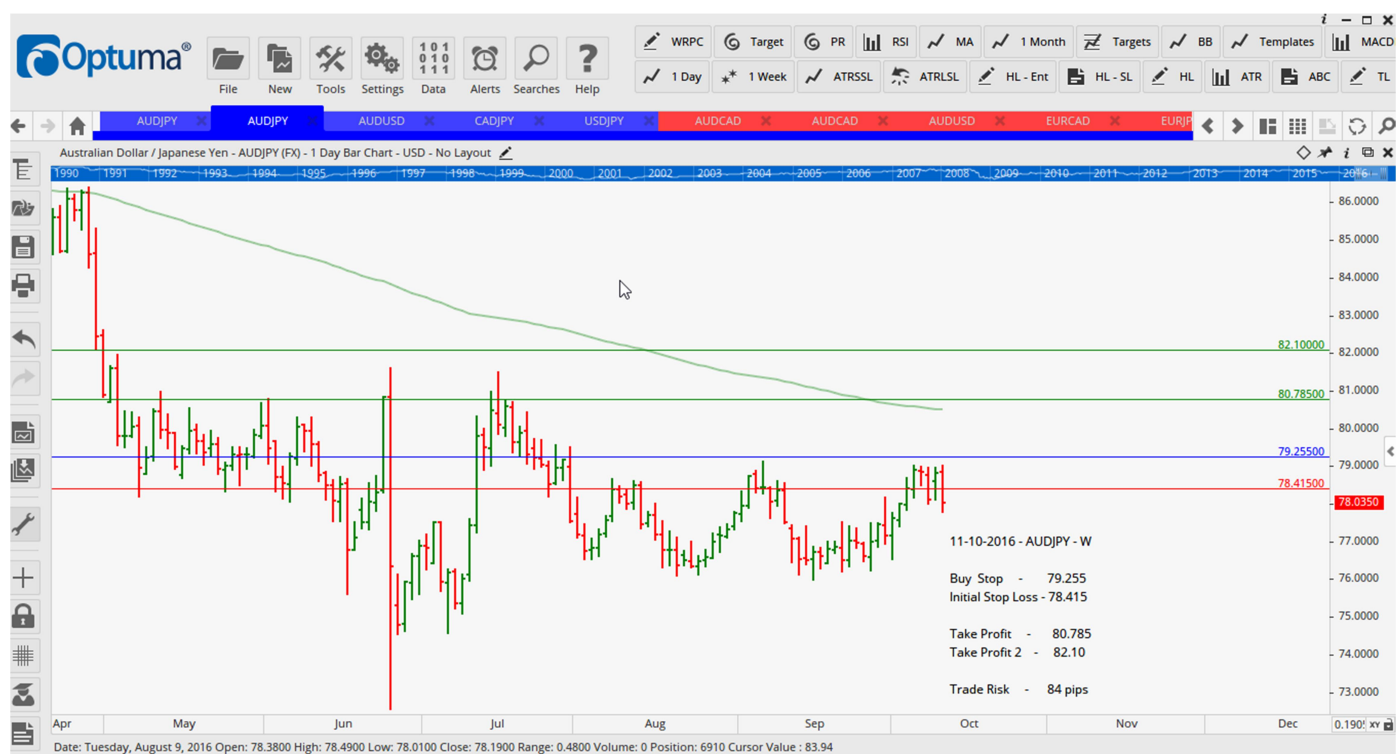 Optuma®
File New Tools Settings Data Alerts Searches Help
101
010
111
WRPC Target PR RSI MA 1 Month Targets BB Templates MACD
1 Day 1 Week ATRSSL ATRLSL HL - Ent HL - SL HL ATR ABC TL
AUDJPY AUDJPY AUDUSD CADJPY USDJPY AUDCAD AUDCAD AUDUSD EURCAD EURJP
Australian Dollar / Japanese Yen - AUDJPY (FX) - 1 Day Bar Chart - USD - No Layout
1990 1991 1992 1993 1994 1995 1996 1997 1998 1999 2000 2001 2002 2003 2004 2005 2006 2007 2008 2009 2010 2011 2012 2013 2014 2015 2016
86.0000
85.0000
84.0000
83.0000
82.10000
82.0000
81.0000
80.78500
80.0000
79.25500
79.0000
78.41500
78.0350
77.0000
11-10-2016 - AUDJPY - W
76.0000
Buy Stop - 79.255
Initial Stop Loss - 78.415
75.0000
Take Profit - 80.785
Take Profit 2 - 82.10
74.0000
Trade Risk - 84 pips
73.0000
Apr May Jun Jul Aug Sep Oct Nov Dec 0.190 XY
Date: Tuesday, August 9, 2016 Open: 78.3800 High: 78.4900 Low: 78.0100 Close: 78.1900 Range: 0.4800 Volume: 0 Position: 6910 Cursor Value : 83.94